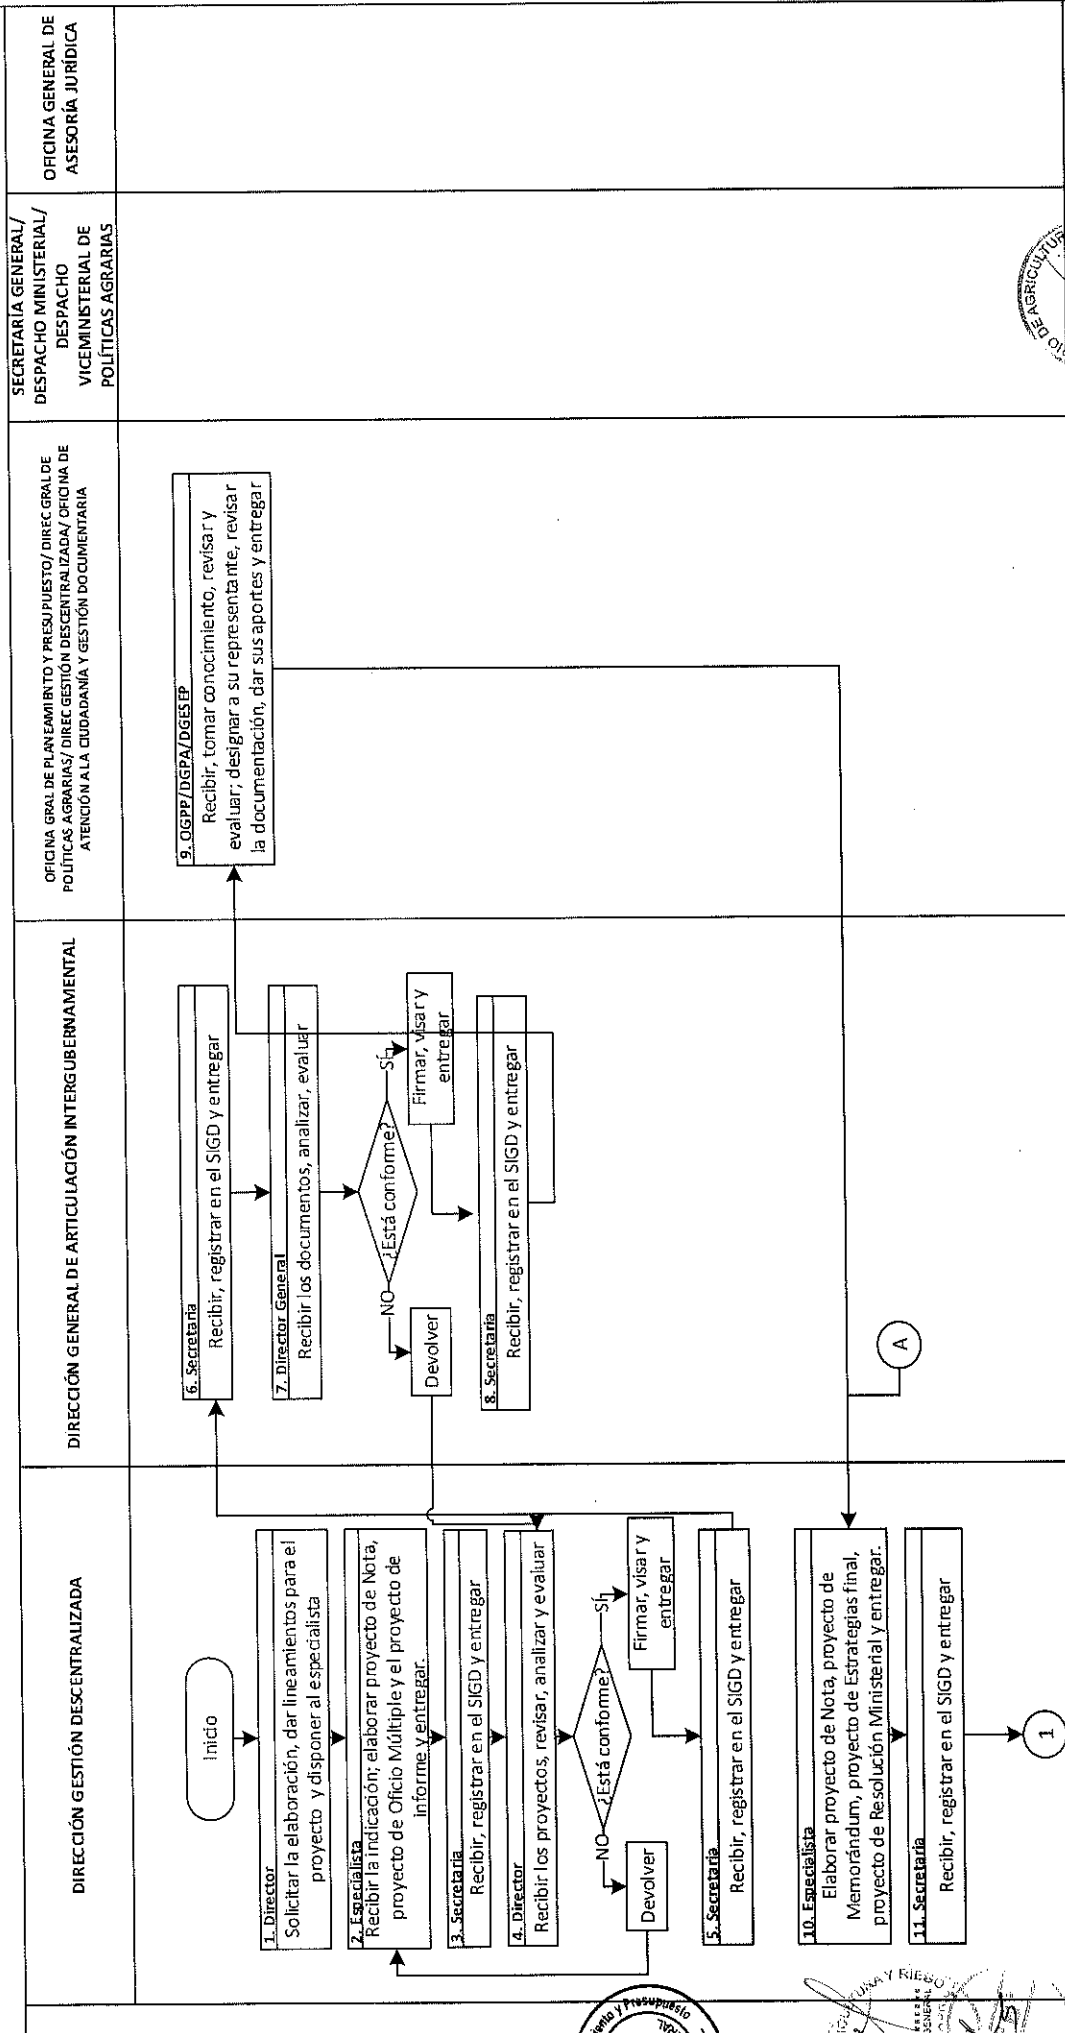 DIRECCIÓN GESTIÓN DESCENTRALIZADA
DIRECCIÓN GENERAL DE ARTICULACIÓN INTERGUBERNAMENTAL
OFICINA GRAL DE PLANEAMIENTO Y PRESUPUESTO/ DIREC GRAL DE
POLÍTICAS AGRARIAS/ DIREC GESTIÓN DESCENTRALIZADA/ OFICINA DE
ATENCIÓN A LA CIUDADANÍA Y GESTIÓN DOCUMENTARIA
SECRETARÍA GENERAL/
DESPACHO MINISTERIAL/
DESPACHO
VICEMINISTERIAL DE
POLÍTICAS AGRARIAS
OFICINA GENERAL DE
ASESORÍA JURÍDICA
Inicio
1. Director
Solicitar la elaboración, dar lineamientos para el
proyecto y disponer al especialista
2. Especialista
Recibir la indicación; elaborar proyecto de Nota,
proyecto de Oficio Múltiple y el proyecto de
informe y entregar.
3. Secretaria
Recibir, registrar en el SIGD y entregar
4. Director
Recibir los proyectos, revisar, analizar y evaluar
¿Está conforme?
NO
SÍ
Devolver
Firmar, visar y
entregar
5. Secretaria
Recibir, registrar en el SIGD y entregar
6. Secretaria
Recibir, registrar en el SIGD y entregar
7. Director General
Recibir los documentos, analizar, evaluar
¿Está conforme?
NO
SÍ
Devolver
Firmar, visar y
entregar
8. Secretaria
Recibir, registrar en el SIGD y entregar
9. OGPP/DGPA/DGESEP
Recibir, tomar conocimiento, revisar y
evaluar; designar a su representante, revisar
la documentación, dar sus aportes y entregar
A
10. Especialista
Elaborar proyecto de Nota, proyecto de
Memorándum, proyecto de Estrategias final,
proyecto de Resolución Ministerial y entregar.
11. Secretaria
Recibir, registrar en el SIGD y entregar
1
y Presupuesto
Y RIEGO
DE AGRICULTUR